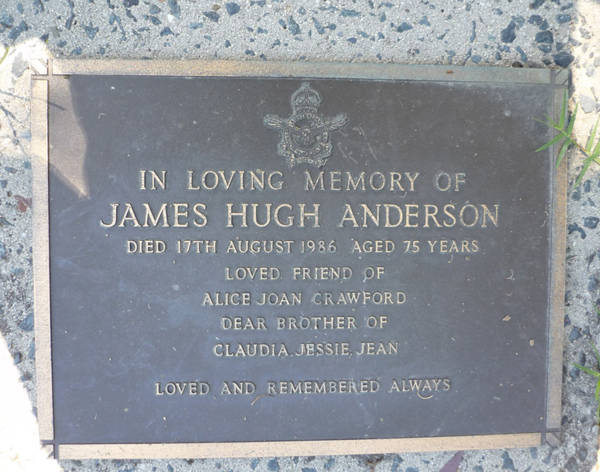 IN LOVING MEMORY OF
JAMES HUGH ANDERSON
DIED 17TH AUGUST 1986 AGED 75 YEARS
LOVED FRIEND OF
ALICE JOAN CRAWFORD
DEAR BROTHER OF
CLAUDIA, JESSIE, JEAN
LOVED AND REMEMBERED ALWAYS